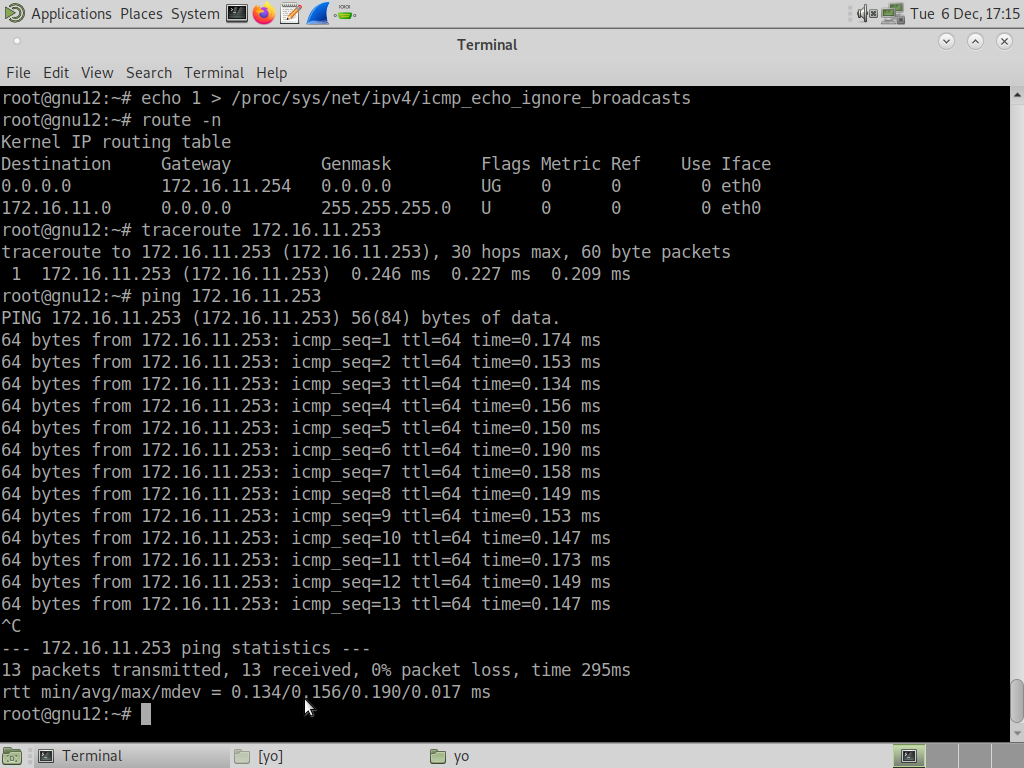 Applications Places System Tue 6 Dec, 17:15
Terminal
File Edit View Search Terminal Help
root@gnu12:~# echo 1 > /proc/sys/net/ipv4/icmp_echo_ignore_broadcasts
root@gnu12:~# route -n
Kernel IP routing table
Destination     Gateway         Genmask         Flags Metric Ref    Use Iface
0.0.0.0         172.16.11.254   0.0.0.0         UG    0      0        0 eth0
172.16.11.0     0.0.0.0         255.255.255.0   U     0      0        0 eth0
root@gnu12:~# traceroute 172.16.11.253
traceroute to 172.16.11.253 (172.16.11.253), 30 hops max, 60 byte packets
 1  172.16.11.253 (172.16.11.253)  0.246 ms  0.227 ms  0.209 ms
root@gnu12:~# ping 172.16.11.253
PING 172.16.11.253 (172.16.11.253) 56(84) bytes of data.
64 bytes from 172.16.11.253: icmp_seq=1 ttl=64 time=0.174 ms
64 bytes from 172.16.11.253: icmp_seq=2 ttl=64 time=0.153 ms
64 bytes from 172.16.11.253: icmp_seq=3 ttl=64 time=0.134 ms
64 bytes from 172.16.11.253: icmp_seq=4 ttl=64 time=0.156 ms
64 bytes from 172.16.11.253: icmp_seq=5 ttl=64 time=0.150 ms
64 bytes from 172.16.11.253: icmp_seq=6 ttl=64 time=0.190 ms
64 bytes from 172.16.11.253: icmp_seq=7 ttl=64 time=0.158 ms
64 bytes from 172.16.11.253: icmp_seq=8 ttl=64 time=0.149 ms
64 bytes from 172.16.11.253: icmp_seq=9 ttl=64 time=0.153 ms
64 bytes from 172.16.11.253: icmp_seq=10 ttl=64 time=0.147 ms
64 bytes from 172.16.11.253: icmp_seq=11 ttl=64 time=0.173 ms
64 bytes from 172.16.11.253: icmp_seq=12 ttl=64 time=0.149 ms
64 bytes from 172.16.11.253: icmp_seq=13 ttl=64 time=0.147 ms
^C
--- 172.16.11.253 ping statistics ---
13 packets transmitted, 13 received, 0% packet loss, time 295ms
rtt min/avg/max/mdev = 0.134/0.156/0.190/0.017 ms
root@gnu12:~#
Terminal [yo] yo